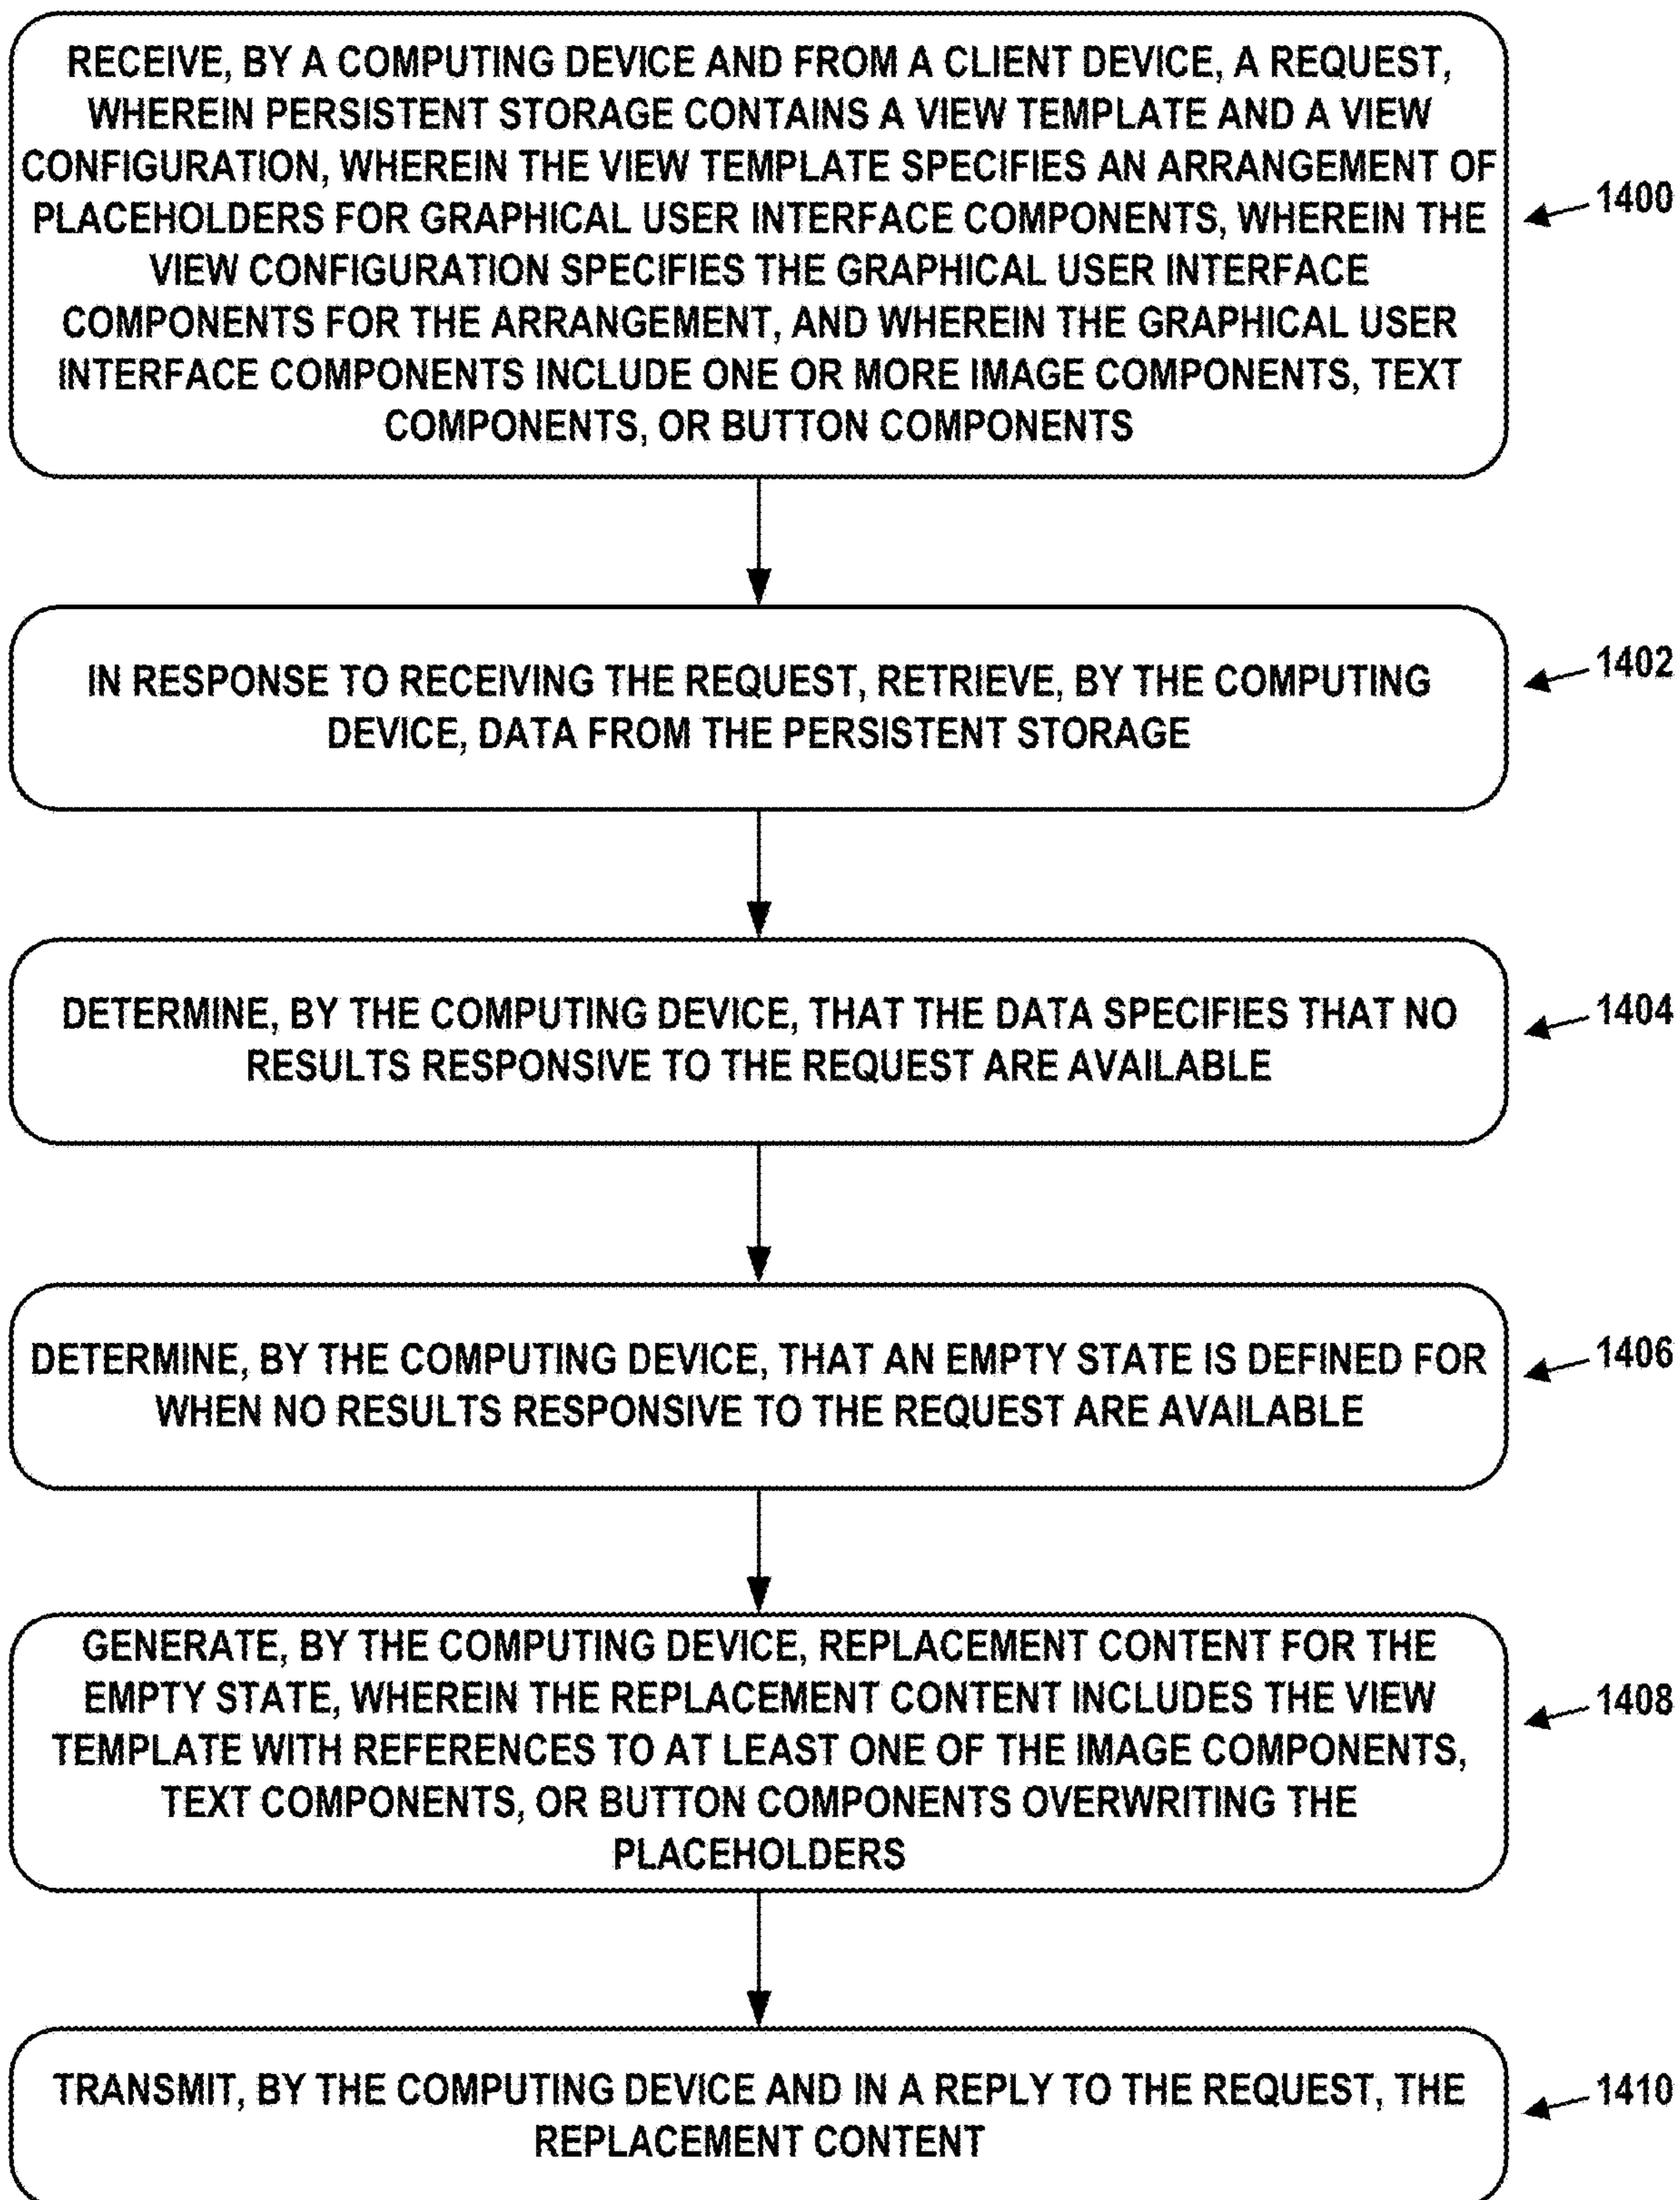 RECEIVE, BY A COMPUTING DEVICE AND FROM A CLIENT DEVICE, A REQUEST,
WHEREIN PERSISTENT STORAGE CONTAINS A VIEW TEMPLATE AND A VIEW
CONFIGURATION, WHEREIN THE VIEW TEMPLATE SPECIFIES AN ARRANGEMENT OF
PLACEHOLDERS FOR GRAPHICAL USER INTERFACE COMPONENTS, WHEREIN THE
VIEW CONFIGURATION SPECIFIES THE GRAPHICAL USER INTERFACE
COMPONENTS FOR THE ARRANGEMENT, AND WHEREIN THE GRAPHICAL USER
INTERFACE COMPONENTS INCLUDE ONE OR MORE IMAGE COMPONENTS, TEXT
COMPONENTS, OR BUTTON COMPONENTS
1400
IN RESPONSE TO RECEIVING THE REQUEST, RETRIEVE, BY THE COMPUTING
DEVICE, DATA FROM THE PERSISTENT STORAGE
1402
DETERMINE, BY THE COMPUTING DEVICE, THAT THE DATA SPECIFIES THAT NO
RESULTS RESPONSIVE TO THE REQUEST ARE AVAILABLE
1404
DETERMINE, BY THE COMPUTING DEVICE, THAT AN EMPTY STATE IS DEFINED FOR
WHEN NO RESULTS RESPONSIVE TO THE REQUEST ARE AVAILABLE
1406
GENERATE, BY THE COMPUTING DEVICE, REPLACEMENT CONTENT FOR THE
EMPTY STATE, WHEREIN THE REPLACEMENT CONTENT INCLUDES THE VIEW
TEMPLATE WITH REFERENCES TO AT LEAST ONE OF THE IMAGE COMPONENTS,
TEXT COMPONENTS, OR BUTTON COMPONENTS OVERWRITING THE
PLACEHOLDERS
1408
TRANSMIT, BY THE COMPUTING DEVICE AND IN A REPLY TO THE REQUEST, THE
REPLACEMENT CONTENT
1410